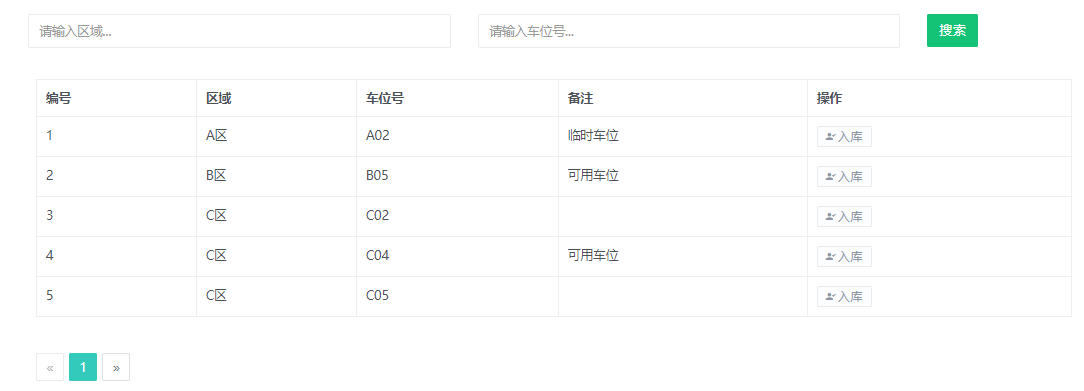 请输入区域... 请输入车位号... 搜索
编号 区域 车位号 备注 操作
1 A区 A02 临时车位 入库
2 B区 B05 可用车位 入库
3 C区 C02 入库
4 C区 C04 可用车位 入库
5 C区 C05 入库
« 1 »